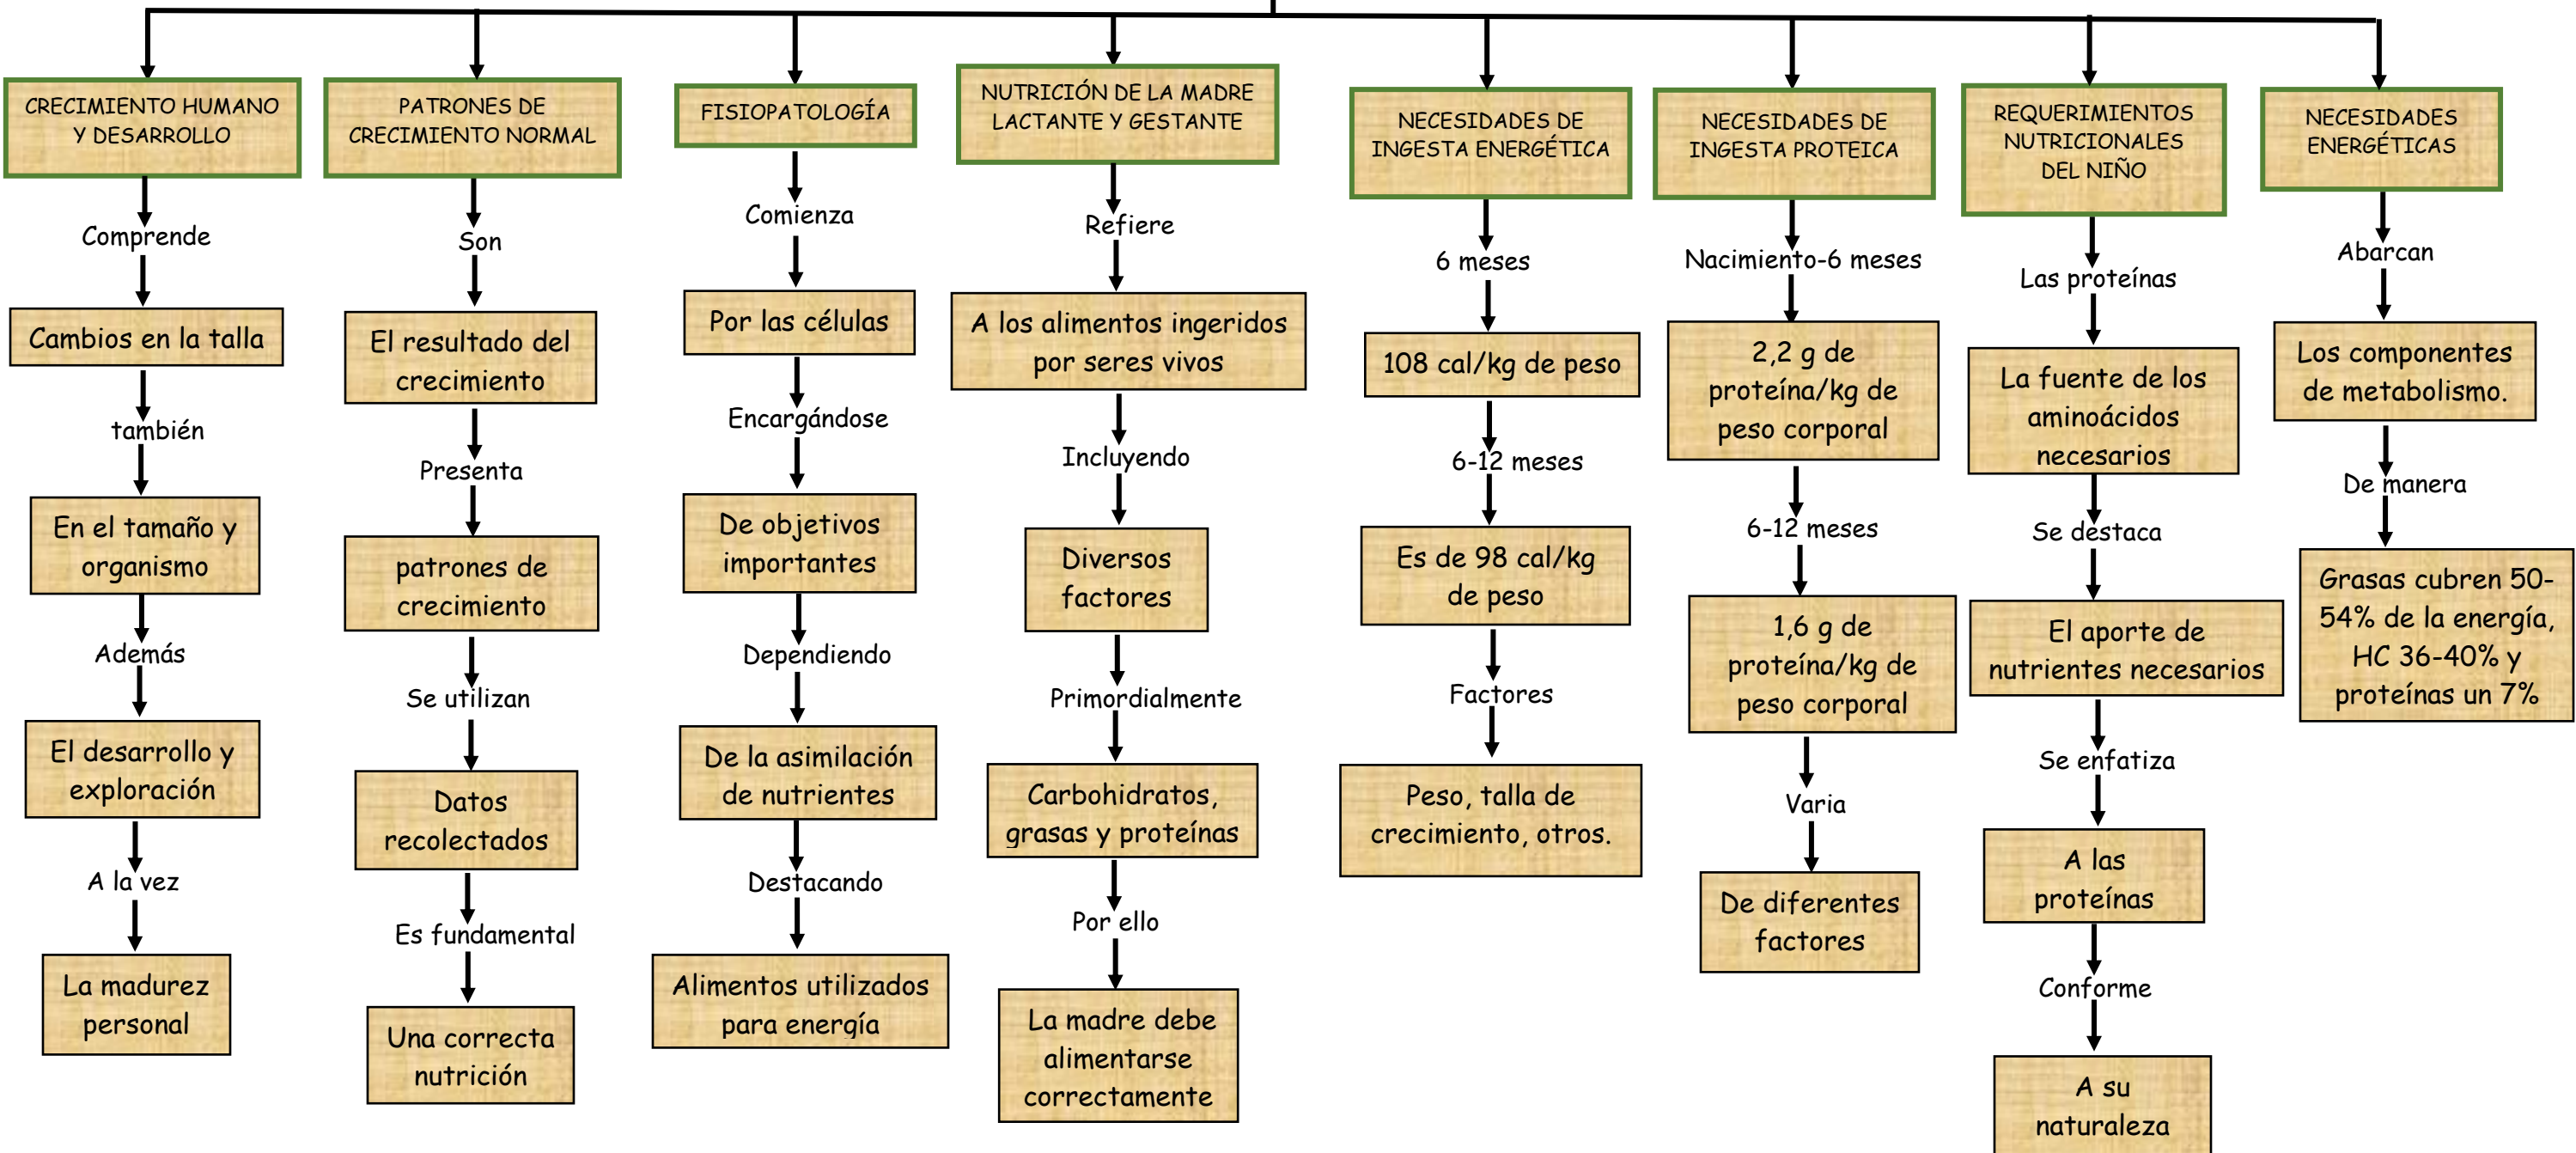 CRECIMIENTO HUMANO
Y DESARROLLO
Comprende
Cambios en la talla
también
En el tamaño y
organismo
Además
El desarrollo y
exploración
A la vez
La madurez
personal
PATRONES DE
CRECIMIENTO NORMAL
Son
El resultado del
crecimiento
Presenta
patrones de
crecimiento
Se utilizan
Datos
recolectados
Es fundamental
Una correcta
nutrición
FISIOPATOLOGÍA
Comienza
Por las células
Encargándose
De objetivos
importantes
Dependiendo
De la asimilación
de nutrientes
Destacando
Alimentos utilizados
para energía
NUTRICIÓN DE LA MADRE
LACTANTE Y GESTANTE
Refiere
A los alimentos ingeridos
por seres vivos
Incluyendo
Diversos
factores
Primordialmente
Carbohidratos,
grasas y proteínas
Por ello
La madre debe
alimentarse
correctamente
NECESIDADES DE
INGESTA ENERGÉTICA
6 meses
108 cal/kg de peso
6-12 meses
Es de 98 cal/kg
de peso
Factores
Peso, talla de
crecimiento, otros.
NECESIDADES DE
INGESTA PROTEICA
Nacimiento-6 meses
2,2 g de
proteína/kg de
peso corporal
6-12 meses
1,6 g de
proteína/kg de
peso corporal
Varia
De diferentes
factores
REQUERIMIENTOS
NUTRICIONALES
DEL NIÑO
Las proteínas
La fuente de los
aminoácidos
necesarios
Se destaca
El aporte de
nutrientes necesarios
Se enfatiza
A las
proteínas
Conforme
A su
naturaleza
NECESIDADES
ENERGÉTICAS
Abarcan
Los componentes
de metabolismo.
De manera
Grasas cubren 50-
54% de la energía,
HC 36-40% y
proteínas un 7%